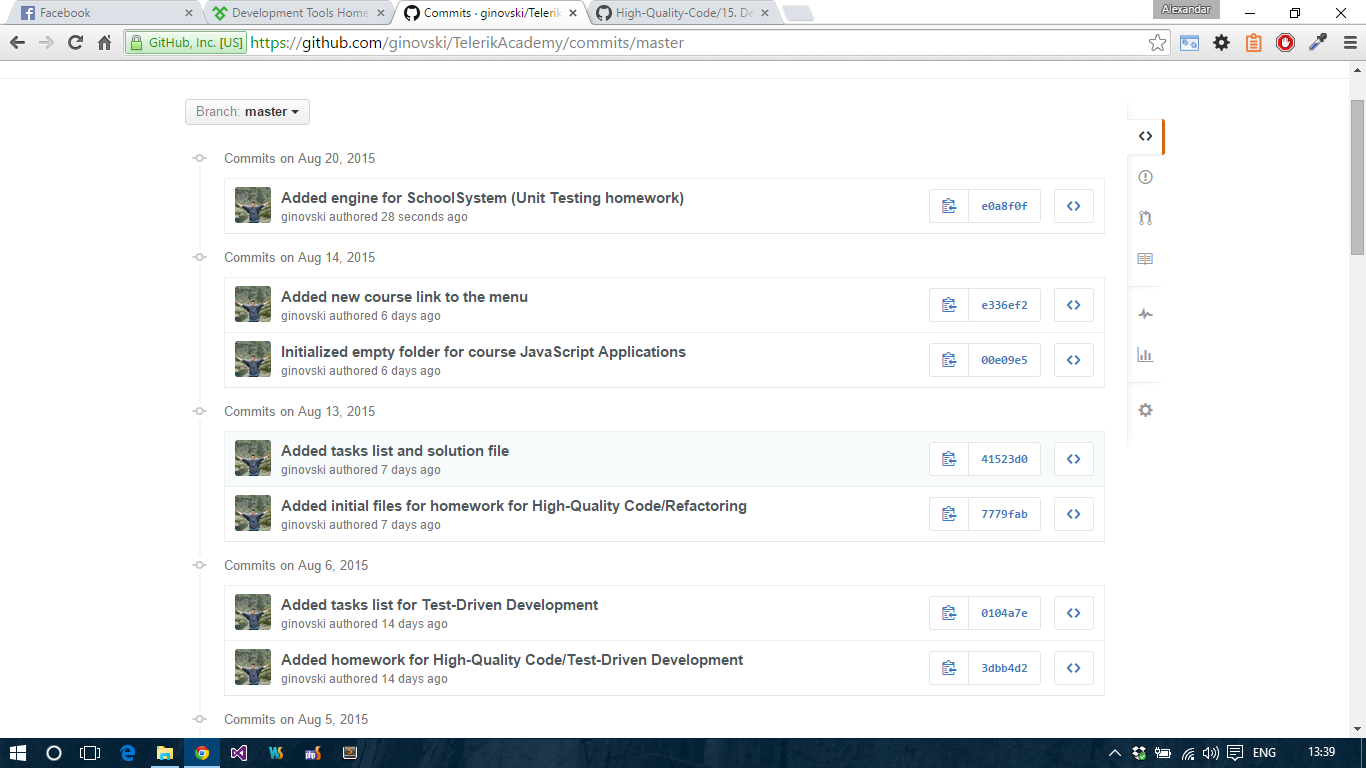 Facebook
Development Tools Home
Commits · ginovski/Teleri
High-Quality-Code/15. De
Alexandar
GitHub, Inc. [US]
https://github.com/ginovski/TelerikAcademy/commits/master
Branch: master
Commits on Aug 20, 2015
Added engine for SchoolSystem (Unit Testing homework)
ginovski authored 28 seconds ago
e0a8f0f
Commits on Aug 14, 2015
Added new course link to the menu
ginovski authored 6 days ago
e336ef2
Initialized empty folder for course JavaScript Applications
ginovski authored 6 days ago
00e09e5
Commits on Aug 13, 2015
Added tasks list and solution file
ginovski authored 7 days ago
41523d0
Added initial files for homework for High-Quality Code/Refactoring
ginovski authored 7 days ago
7779fab
Commits on Aug 6, 2015
Added tasks list for Test-Driven Development
ginovski authored 14 days ago
0104a7e
Added homework for High-Quality Code/Test-Driven Development
ginovski authored 14 days ago
3dbb4d2
Commits on Aug 5, 2015
ENG
13:39